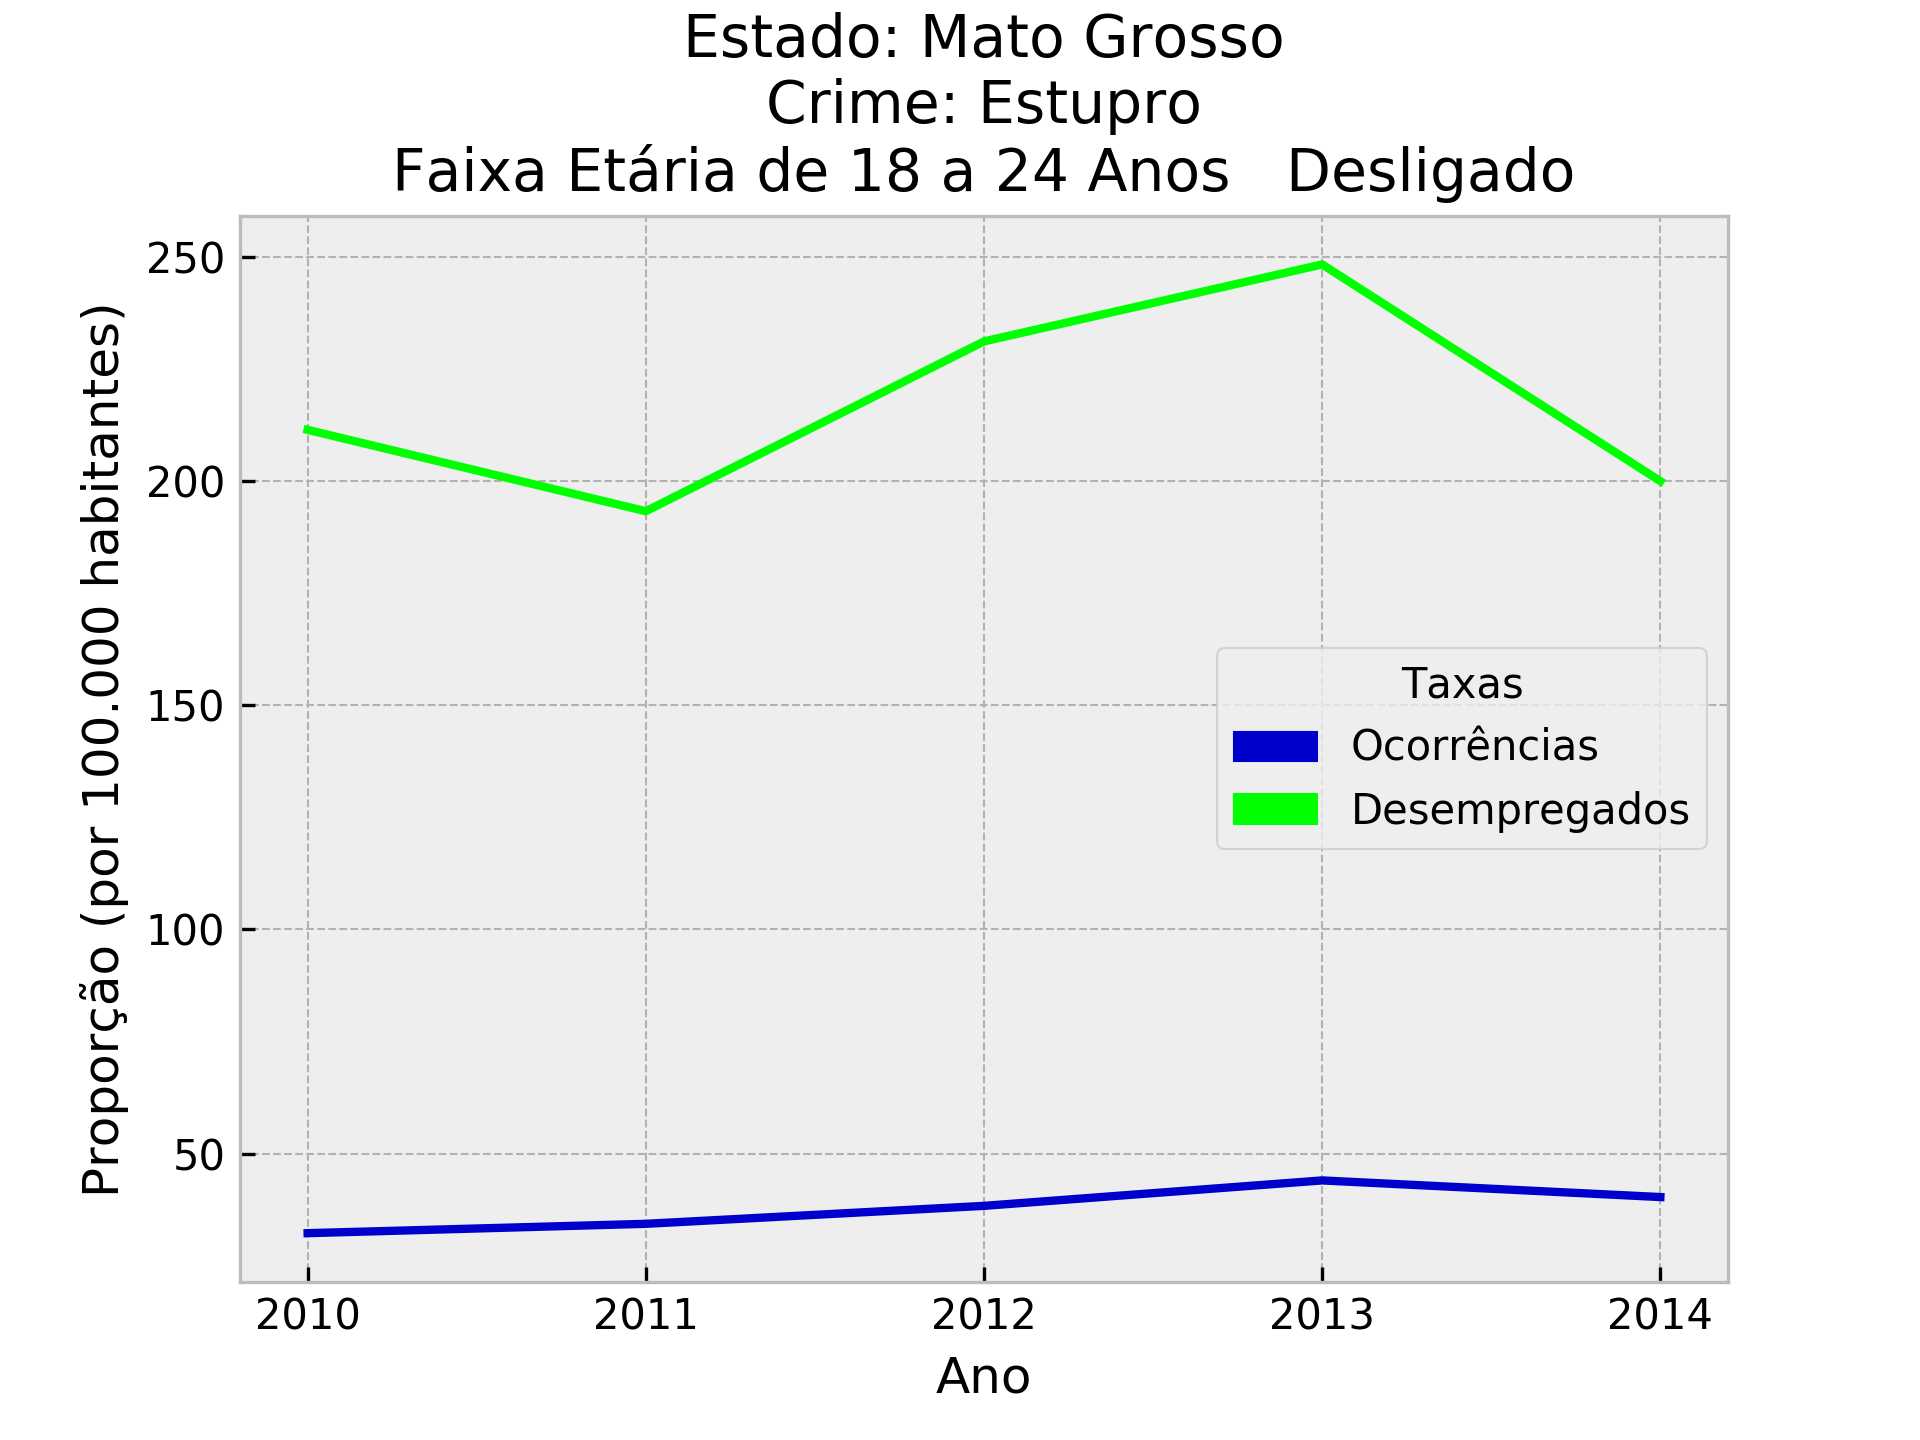 Estado: Mato Grosso
Crime: Estupro
Faixa Etária de 18 a 24 Anos   Desligado
Proporção (por 100.000 habitantes)
250
200
150
100
50
Taxas
Ocorrências
Desempregados
2010 2011 2012 2013 2014
Ano